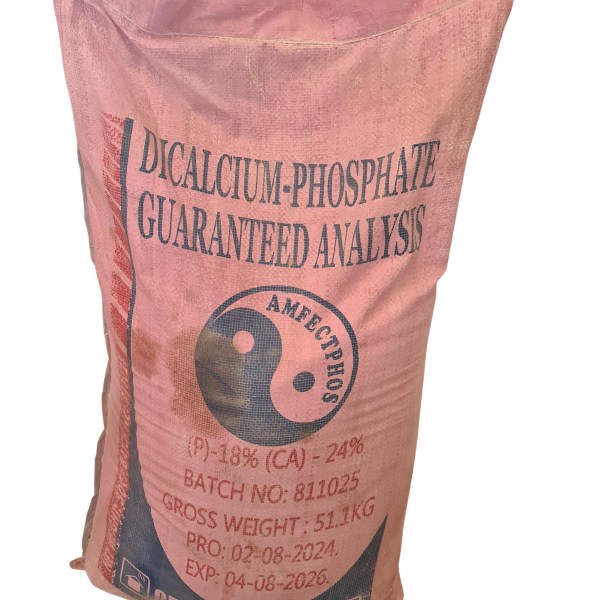 DICALCIUM-PHOSPHATE
GUARANTEED ANALYSIS
AMFECTPHOS
(P)-18% (CA) - 24%
BATCH NO: 811025
GROSS WEIGHT : 51.1KG
PRO: 02-08-2024.
EXP: 04-08-2026.